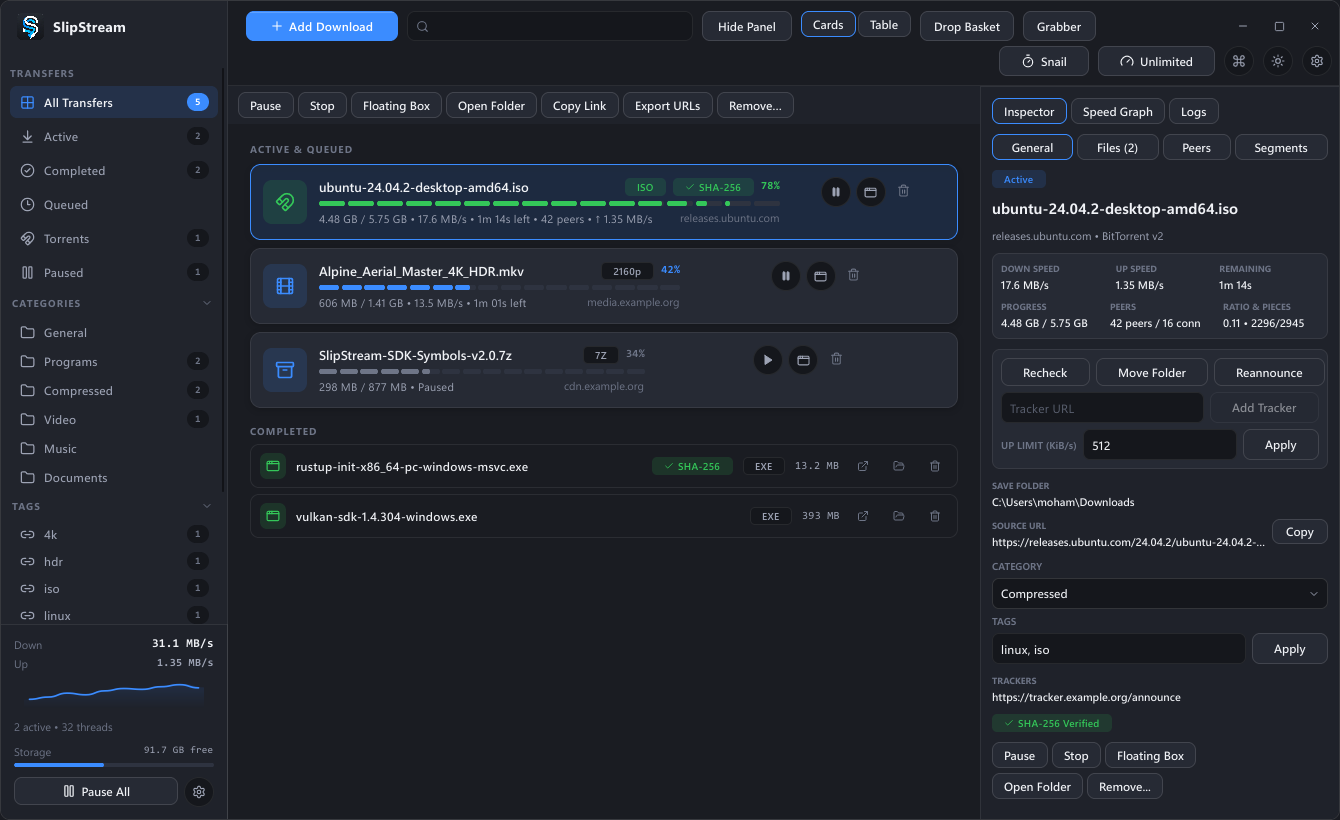 SlipStream
Add Download
Hide Panel
Cards
Table
Drop Basket
Grabber
Snail
Unlimited
TRANSFERS
All Transfers 5
Active 2
Completed 2
Queued
Torrents 1
Paused 1
CATEGORIES
General
Programs 2
Compressed 2
Video 1
Music
Documents
TAGS
4k 1
hdr 1
iso 1
linux 1
Down 31.1 MB/s
Up 1.35 MB/s
2 active • 32 threads
Storage 91.7 GB free
Pause All
Pause
Stop
Floating Box
Open Folder
Copy Link
Export URLs
Remove...
ACTIVE & QUEUED
ubuntu-24.04.2-desktop-amd64.iso ISO ✓ SHA-256 78%
4.48 GB / 5.75 GB • 17.6 MB/s • 1m 14s left • 42 peers • ↑ 1.35 MB/s releases.ubuntu.com
Alpine_Aerial_Master_4K_HDR.mkv 2160p 42%
606 MB / 1.41 GB • 13.5 MB/s • 1m 01s left media.example.org
SlipStream-SDK-Symbols-v2.0.7z 7Z 34%
298 MB / 877 MB • Paused cdn.example.org
COMPLETED
rustup-init-x86_64-pc-windows-msvc.exe ✓ SHA-256 EXE 13.2 MB
vulkan-sdk-1.4.304-windows.exe EXE 393 MB
Inspector
Speed Graph
Logs
General
Files (2)
Peers
Segments
Active
ubuntu-24.04.2-desktop-amd64.iso
releases.ubuntu.com • BitTorrent v2
DOWN SPEED UP SPEED REMAINING
17.6 MB/s 1.35 MB/s 1m 14s
PROGRESS PEERS RATIO & PIECES
4.48 GB / 5.75 GB 42 peers / 16 conn 0.11 • 2296/2945
Recheck
Move Folder
Reannounce
Tracker URL
Add Tracker
UP LIMIT (KiB/s) 512 Apply
SAVE FOLDER
C:\Users\moham\Downloads
SOURCE URL
https://releases.ubuntu.com/24.04.2/ubuntu-24.04.2-... Copy
CATEGORY
Compressed
TAGS
linux, iso Apply
TRACKERS
https://tracker.example.org/announce
✓ SHA-256 Verified
Pause
Stop
Floating Box
Open Folder
Remove...